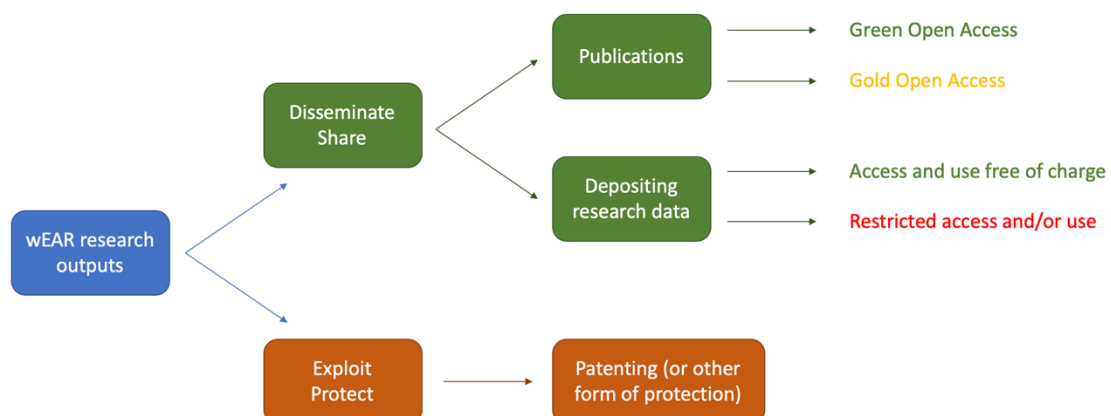 Publications
Green Open Access
Gold Open Access
Disseminate
Share
Depositing
research data
Access and use free of charge
Restricted access and/or use
wEAR research
outputs
Exploit
Protect
Patenting (or other
form of protection)